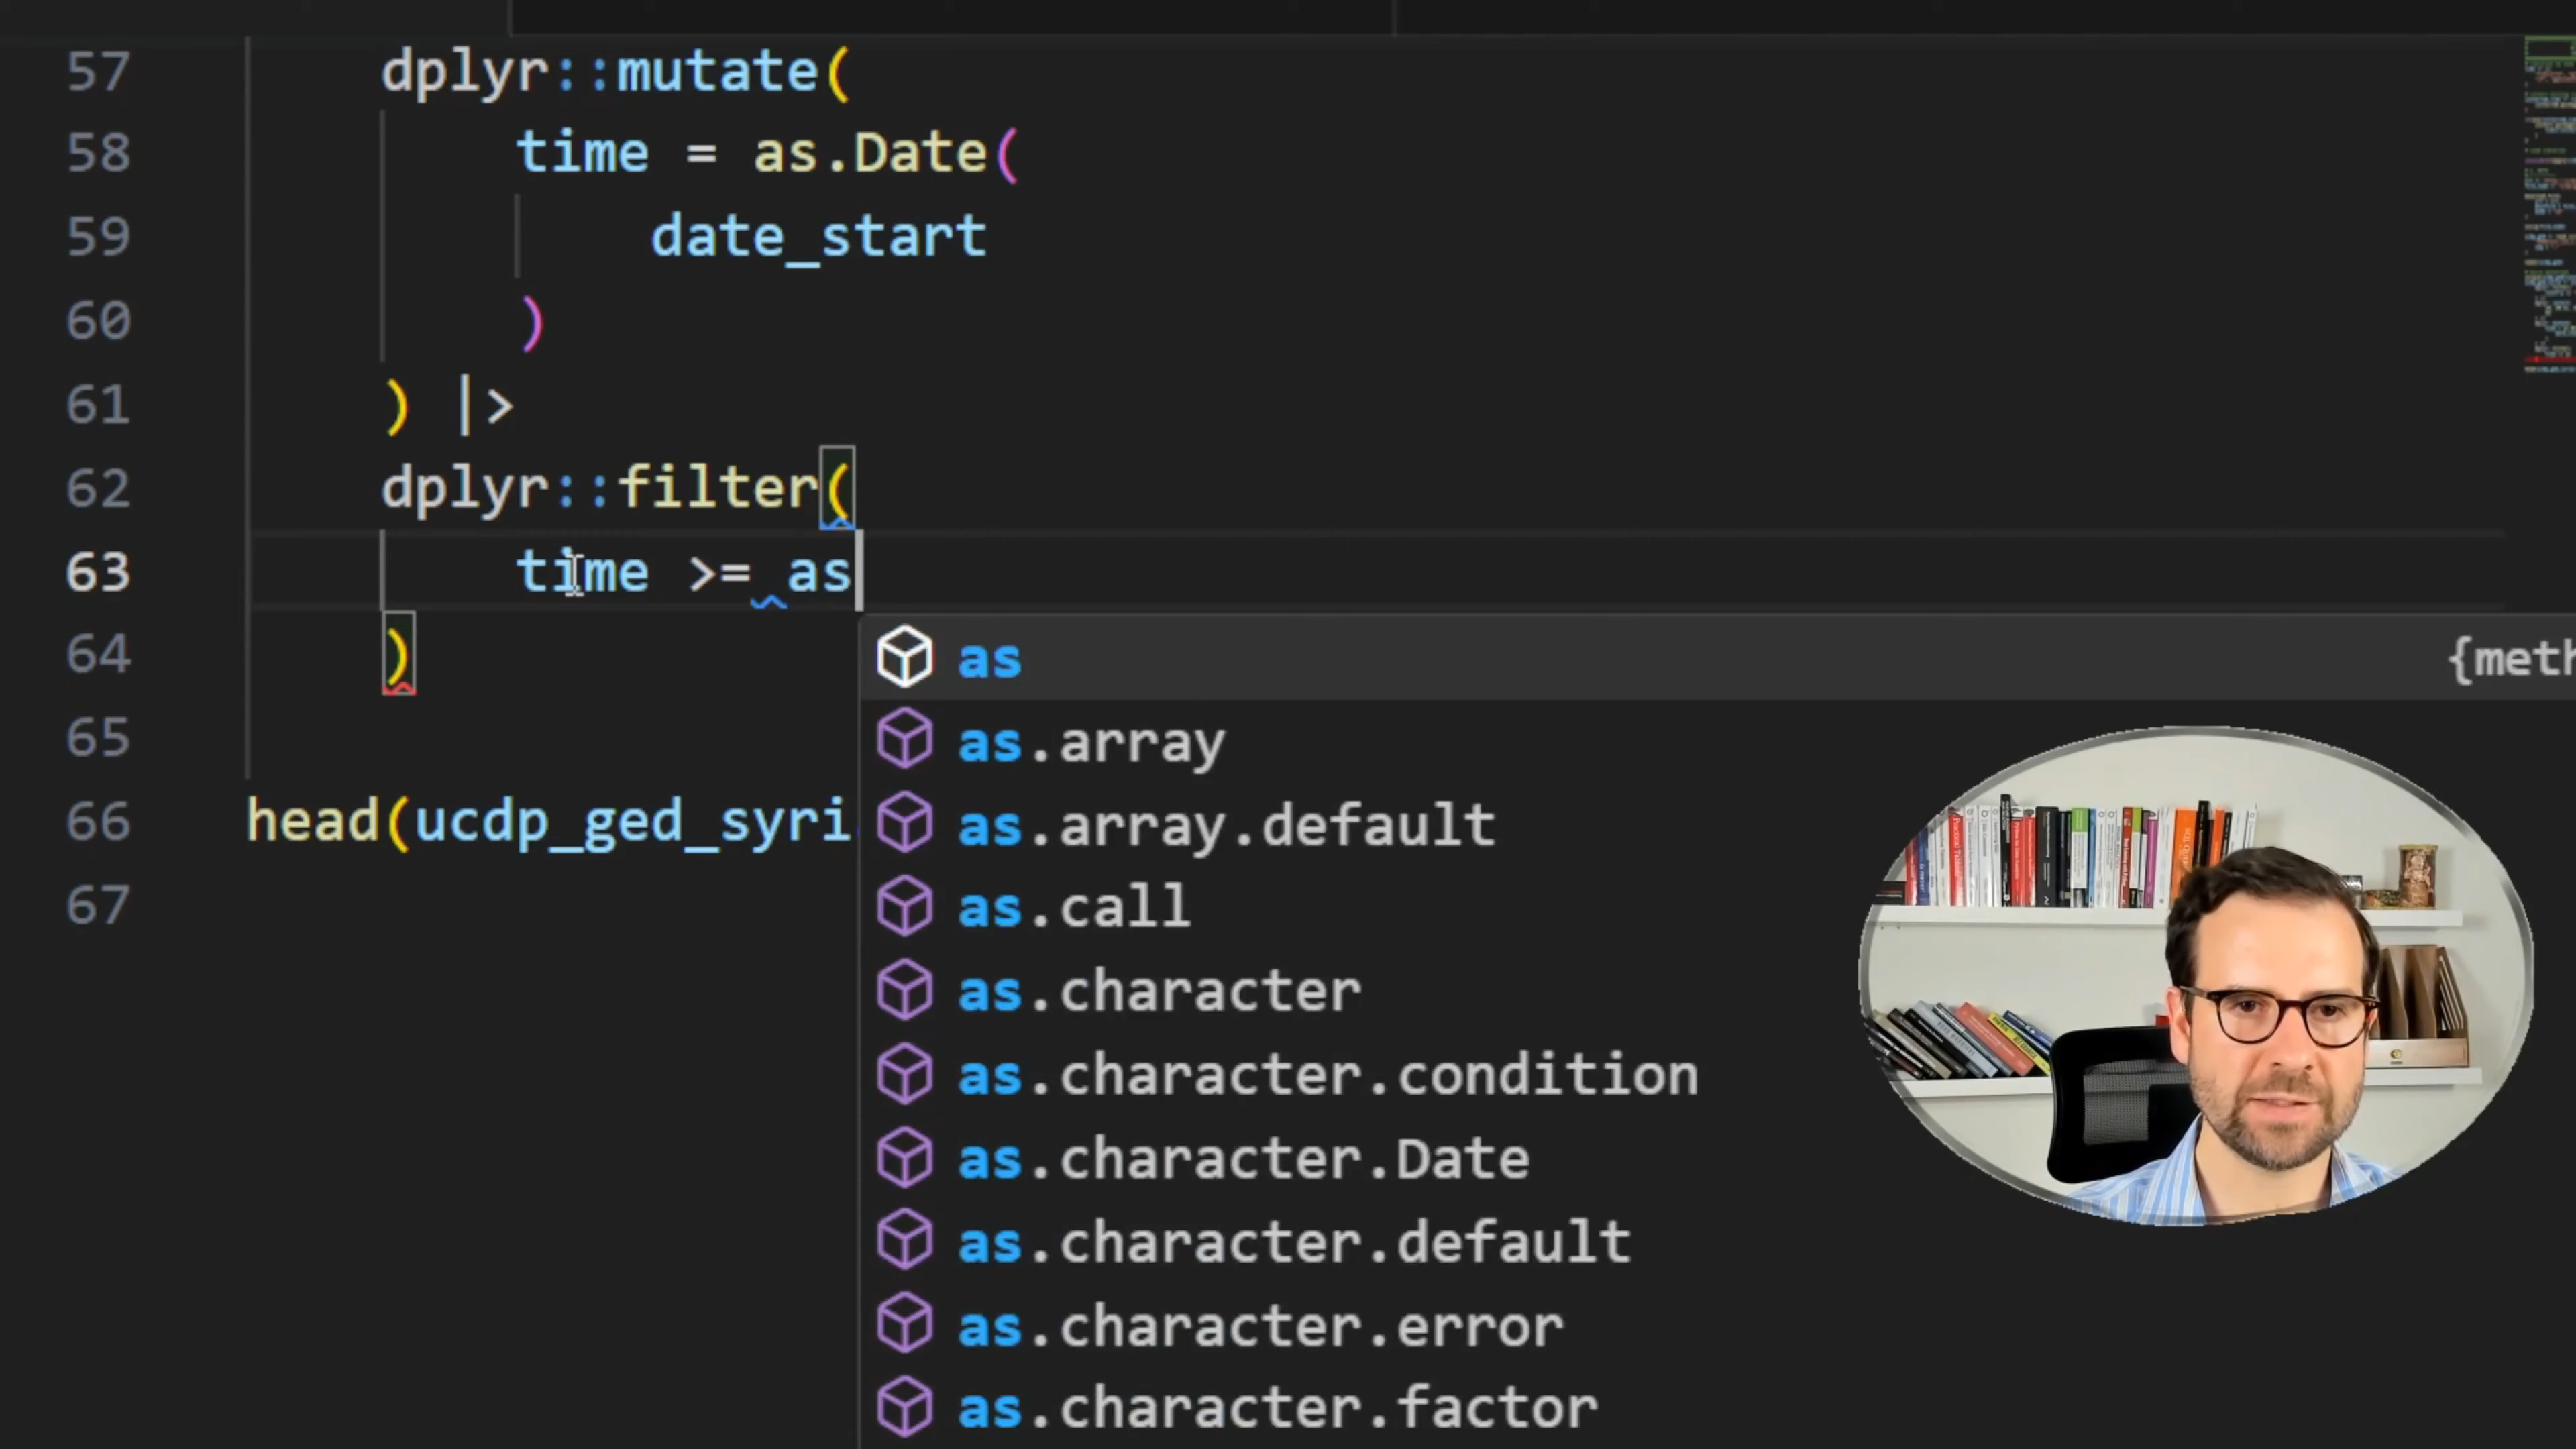 57 dplyr::mutate(
58 time = as.Date(
59 date_start
60 )
61 ) |>
62 dplyr::filter(
63 time >= as
64 )
as {meth
as.array
65
as.array.default
66 head(ucdp_ged_syri
as.call
67
as.character
as.character.condition
as.character.Date
as.character.default
as.character.error
as.character.factor